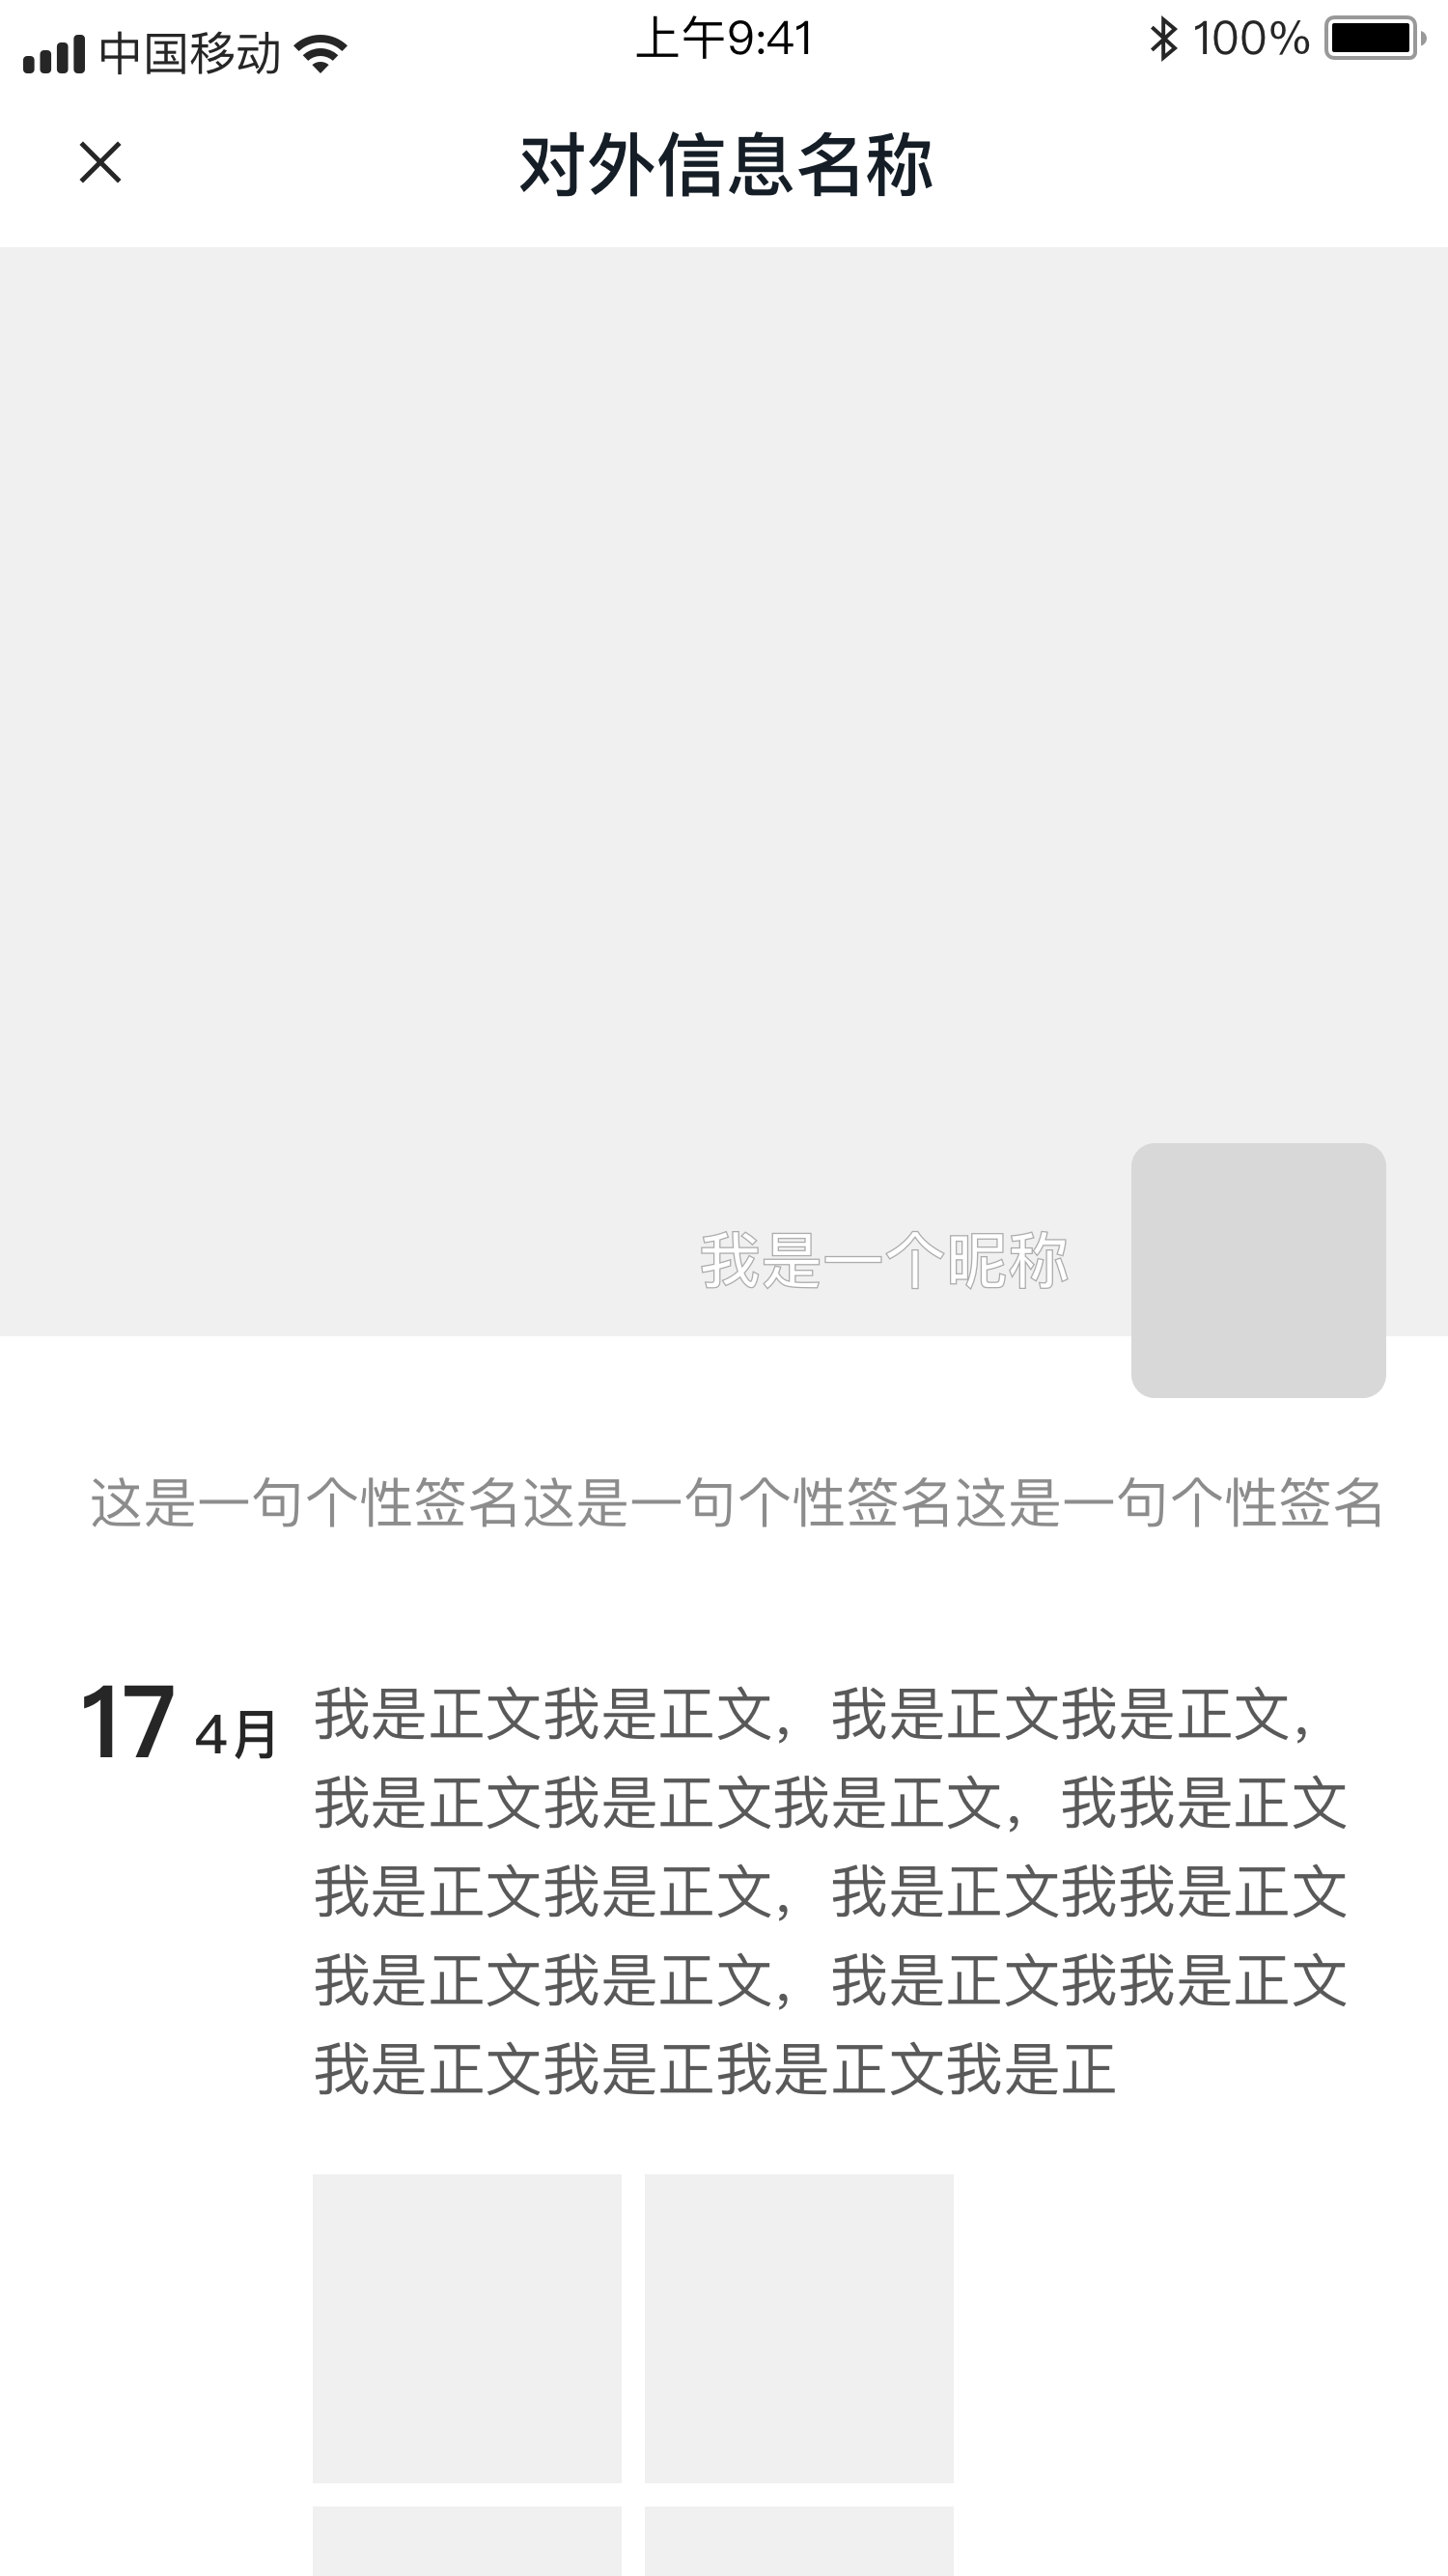 中国移动 上午9:41 100%
对外信息名称
我是一个昵称
这是一句个性签名这是一句个性签名这是一句个性签名
17 4月 我是正文我是正文，我是正文我是正文，
我是正文我是正文我是正文，我我是正文
我是正文我是正文，我是正文我我是正文
我是正文我是正文，我是正文我我是正文
我是正文我是正我是正文我是正